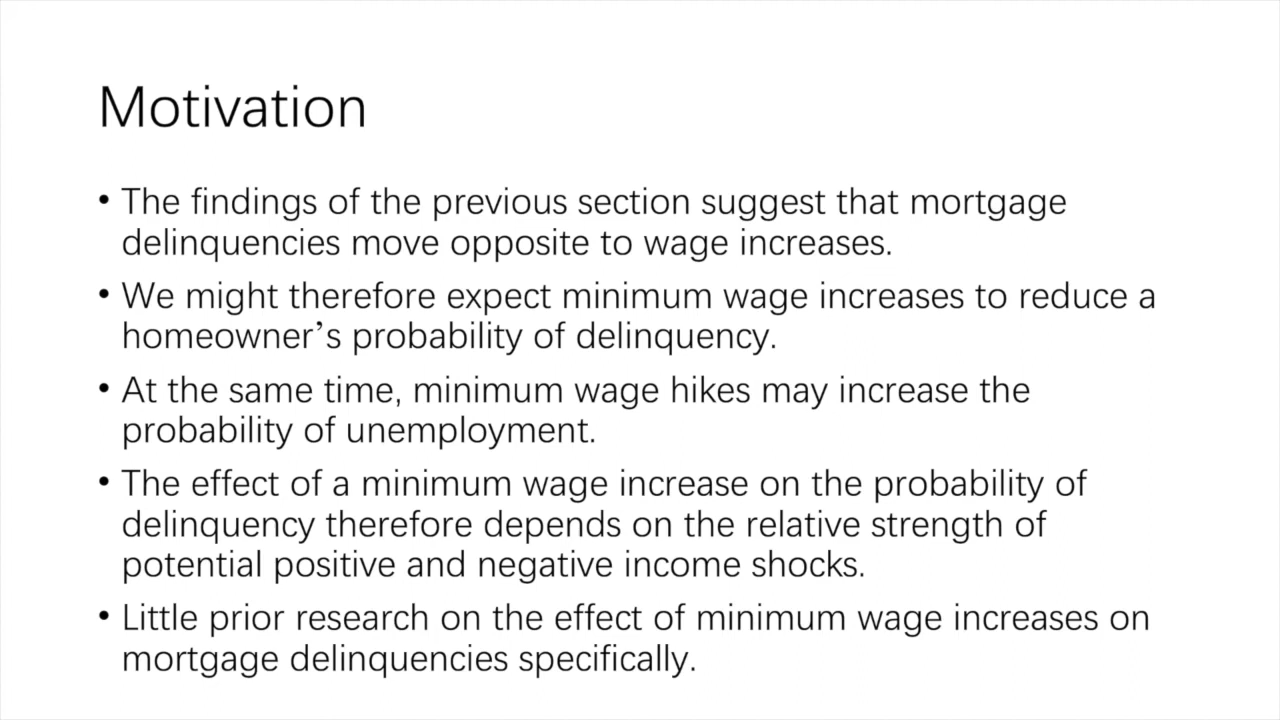 Motivation
• The findings of the previous section suggest that mortgage
delinquencies move opposite to wage increases.
• We might therefore expect minimum wage increases to reduce a
homeowner’s probability of delinquency.
• At the same time, minimum wage hikes may increase the
probability of unemployment.
• The effect of a minimum wage increase on the probability of
delinquency therefore depends on the relative strength of
potential positive and negative income shocks.
• Little prior research on the effect of minimum wage increases on
mortgage delinquencies specifically.